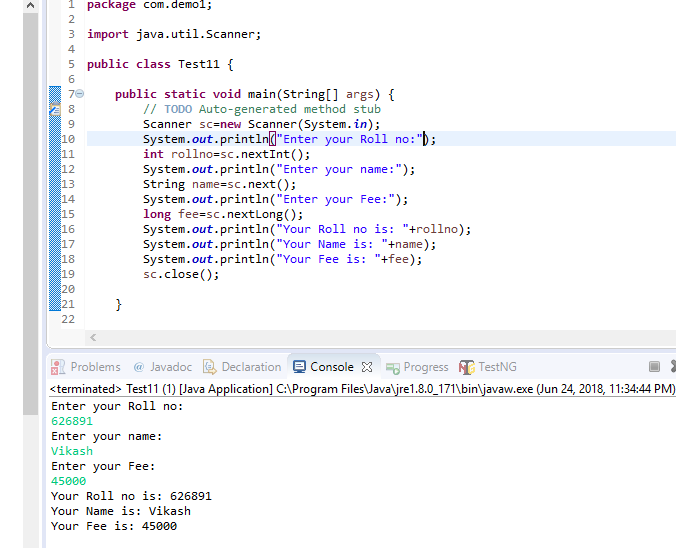 1 package com.demo1;
2
3 import java.util.Scanner;
4
5 public class Test11 {
6
7 public static void main(String[] args) {
8 // TODO Auto-generated method stub
9 Scanner sc=new Scanner(System.in);
10 System.out.println("Enter your Roll no:");
11 int rollno=sc.nextInt();
12 System.out.println("Enter your name:");
13 String name=sc.next();
14 System.out.println("Enter your Fee:");
15 long fee=sc.nextLong();
16 System.out.println("Your Roll no is: "+rollno);
17 System.out.println("Your Name is: "+name);
18 System.out.println("Your Fee is: "+fee);
19 sc.close();
20
21 }
22
Problems @ Javadoc Declaration Console Progress TestNG
<terminated> Test11 (1) [Java Application] C:\Program Files\Java\jre1.8.0_171\bin\javaw.exe (Jun 24, 2018, 11:34:44 PM)
Enter your Roll no:
626891
Enter your name:
Vikash
Enter your Fee:
45000
Your Roll no is: 626891
Your Name is: Vikash
Your Fee is: 45000